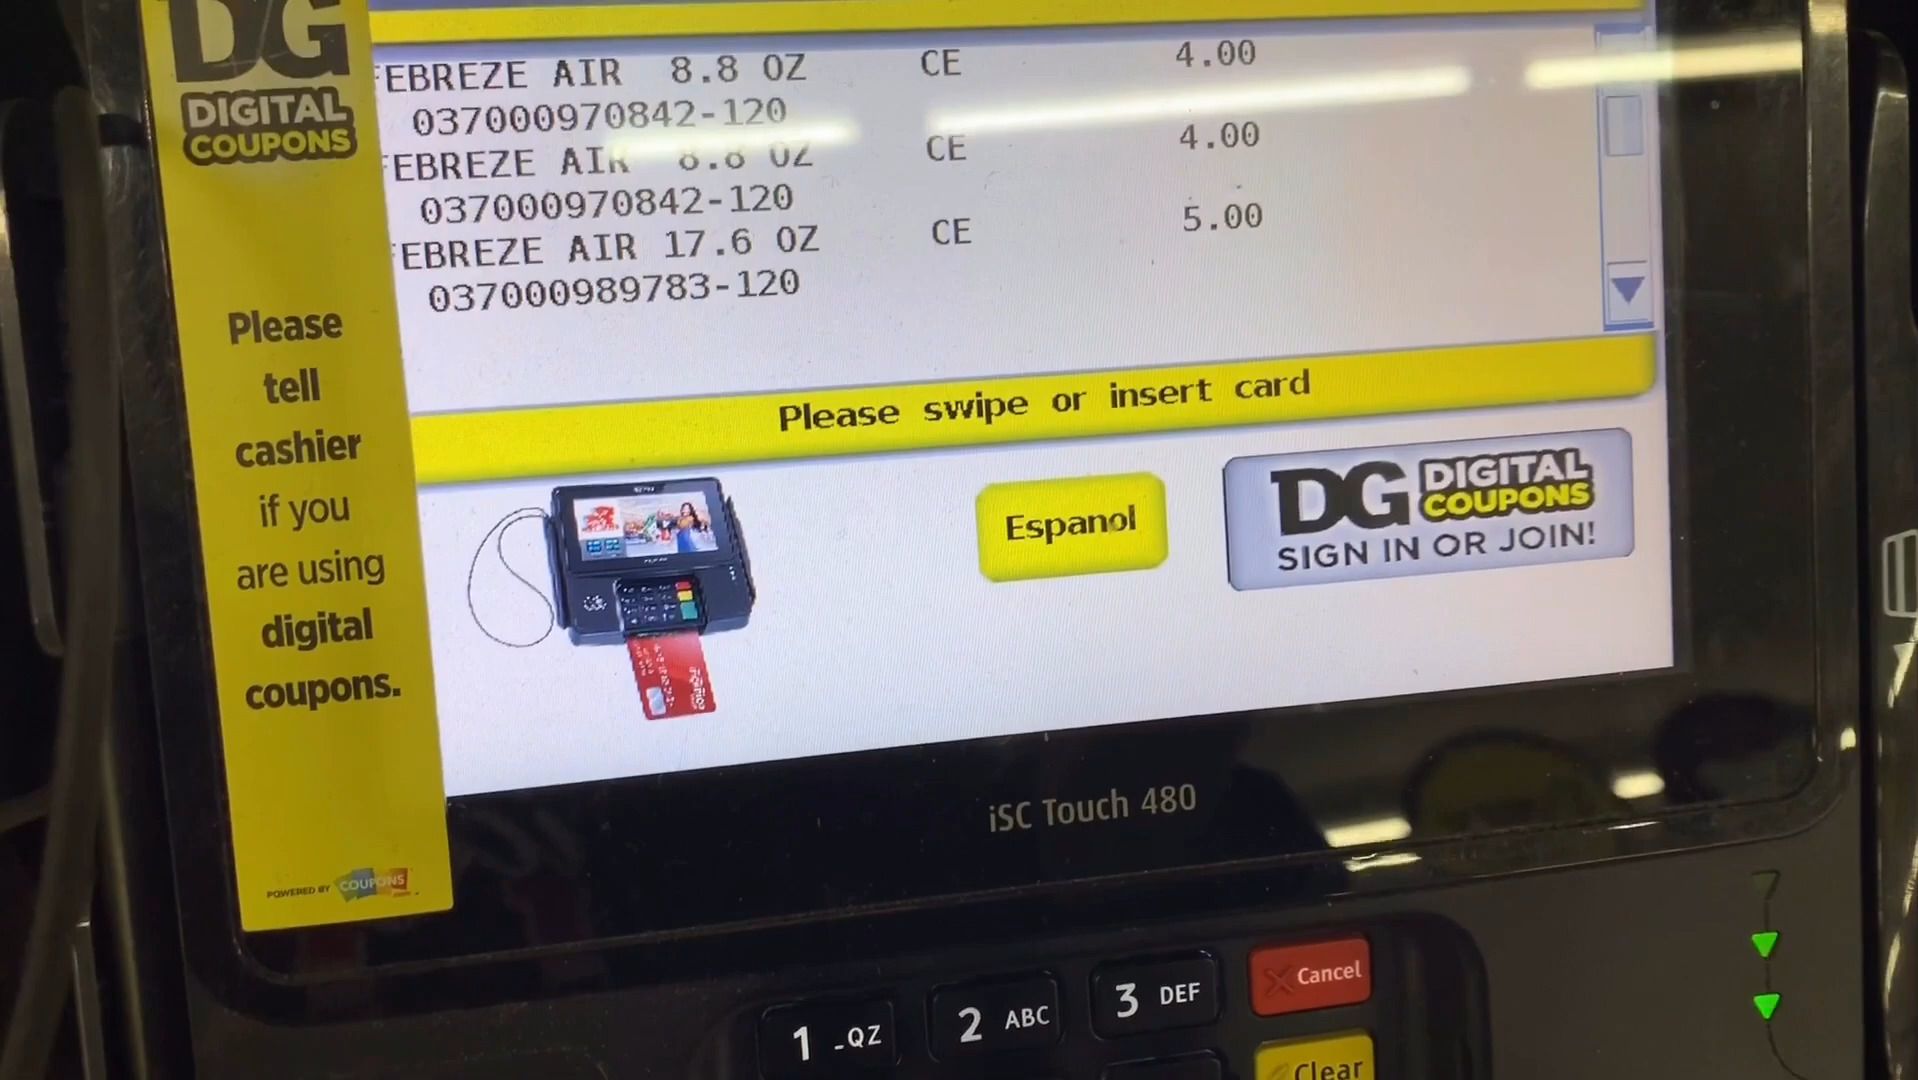 DG
DIGITAL
COUPONS
Please
tell
cashier
if you
are using
digital
coupons.
POWERED BY COUPONS
EBREZE AIR 8.8 OZ CE 4.00
037000970842-120
EBREZE AIR 8.8 OZ CE 4.00
037000970842-120
EBREZE AIR 17.6 OZ CE 5.00
037000989783-120
Please swipe or insert card
Espanol
DG DIGITAL
COUPONS
SIGN IN OR JOIN!
iSC Touch 480
1 -QZ 2 ABC 3 DEF Cancel
Clear